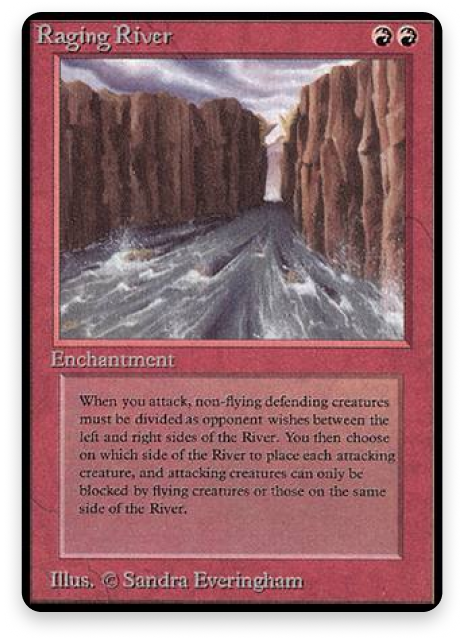 Raging River
Enchantment
When you attack, non-flying defending creatures
must be divided as opponent wishes between the
left and right sides of the River. You then choose
on which side of the River to place each attacking
creature, and attacking creatures can only be
blocked by flying creatures or those on the same
side of the River.
Illus. © Sandra Everingham